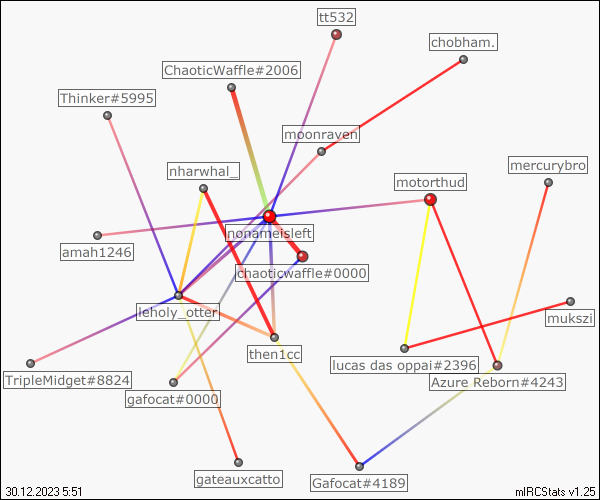 tt532
chobham.
ChaoticWaffle#2006
Thinker#5995
moonraven
mercurybro
nharwhal_
motorthud
nonameisleft
amah1246
chaoticwaffle#0000
leholy_otter
mukszi
then1cc
lucas das oppai#2396
TripleMidget#8824
Azure Reborn#4243
gafocat#0000
gateauxcatto
Gafocat#4189
30.12.2023 5:51
mIRCStats v1.25